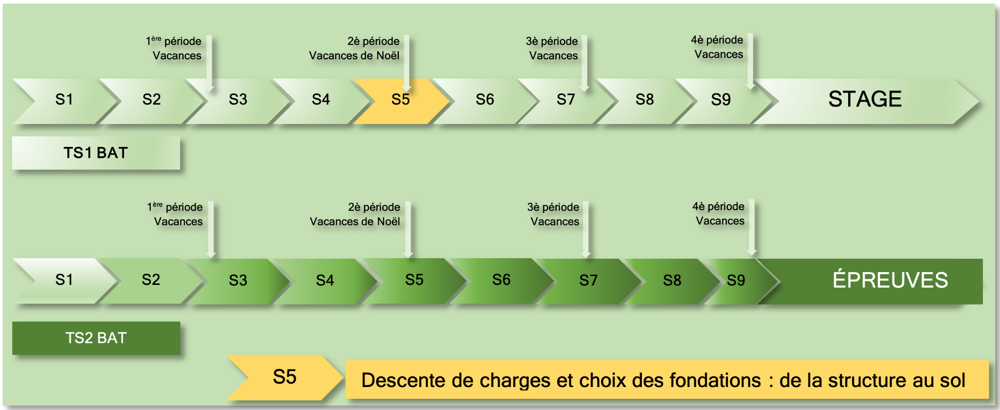 1ère période
Vacances
2è période
Vacances de Noël
3è période
Vacances
4è période
Vacances
S1
S2
S3
S4
S5
S6
S7
S8
S9
STAGE
TS1 BAT
1ère période
Vacances
2è période
Vacances de Noël
3è période
Vacances
4è période
Vacances
S1
S2
S3
S4
S5
S6
S7
S8
S9
ÉPREUVES
TS2 BAT
S5
Descente de charges et choix des fondations : de la structure au sol